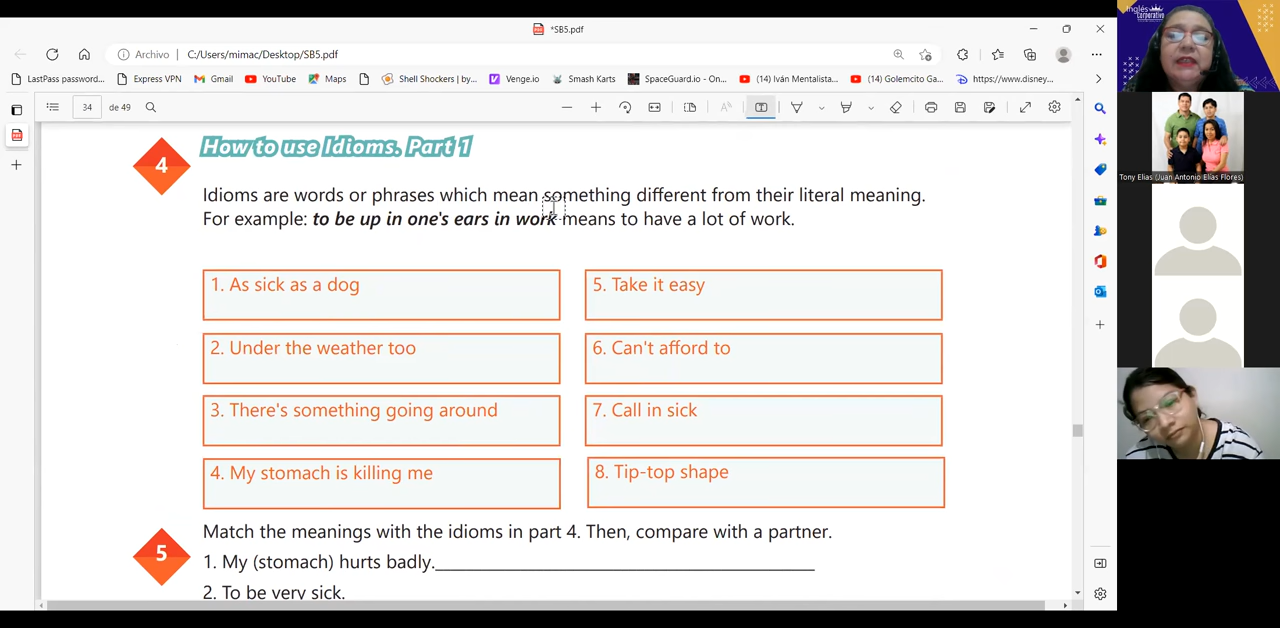 *SB5.pdf
Archivo | C:/Users/mimac/Desktop/SB5.pdf
LastPass password... Express VPN Gmail YouTube Maps Shell Shockers | by... Venge.io Smash Karts SpaceGuard.io - On... (14) Iván Mentalista... (14) Golemcito Ga... https://www.disney...
34 de 49
4 How to use Idioms. Part 1
Idioms are words or phrases which mean something different from their literal meaning.
For example: to be up in one's ears in work means to have a lot of work.
1. As sick as a dog
5. Take it easy
2. Under the weather too
6. Can't afford to
3. There's something going around
7. Call in sick
4. My stomach is killing me
8. Tip-top shape
5 Match the meanings with the idioms in part 4. Then, compare with a partner.
1. My (stomach) hurts badly.
2. To be very sick.
Inglés
Corporativo
Tony Elias (Juan Antonio Elias Flores)